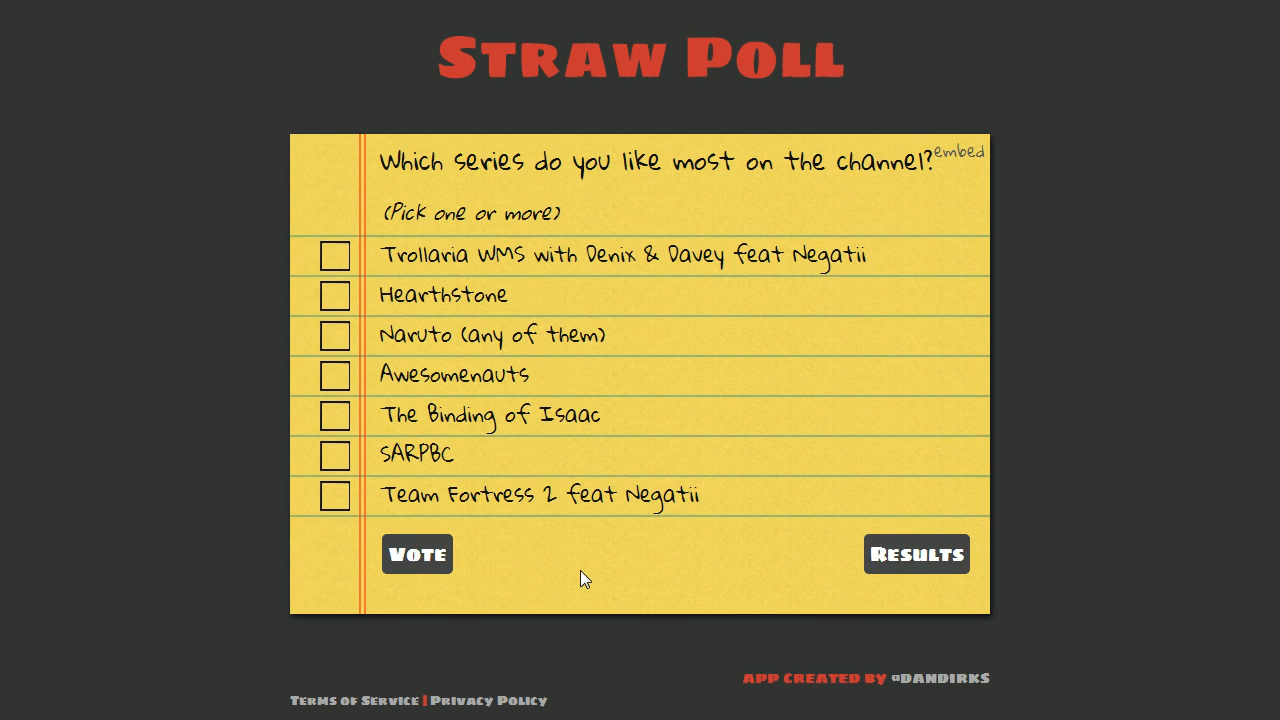 Straw Poll
Which series do you like most on the channel?
embed
(Pick one or more)
Trollaria WMS with Denix & Davey feat Negatii
Hearthstone
Naruto (any of them)
Awesomenauts
The Binding of Isaac
SARPBC
Team Fortress 2 feat Negatii
Vote
Results
App created by @dandirks
Terms of Service | Privacy Policy